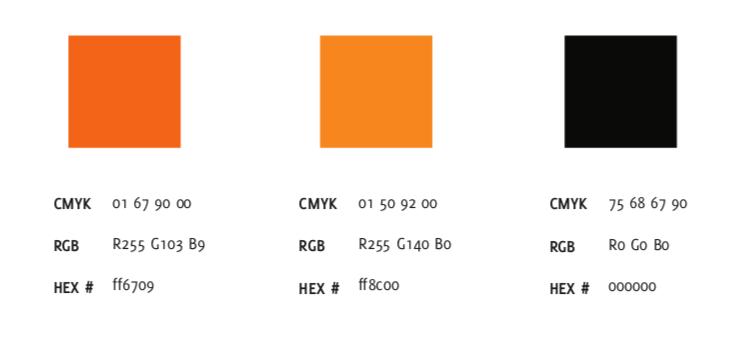 CMYK 01 67 90 00
RGB R255 G103 B9
HEX # ff6709
CMYK 01 50 92 00
RGB R255 G140 B0
HEX # ff8c00
CMYK 75 68 67 90
RGB R0 G0 B0
HEX # 000000